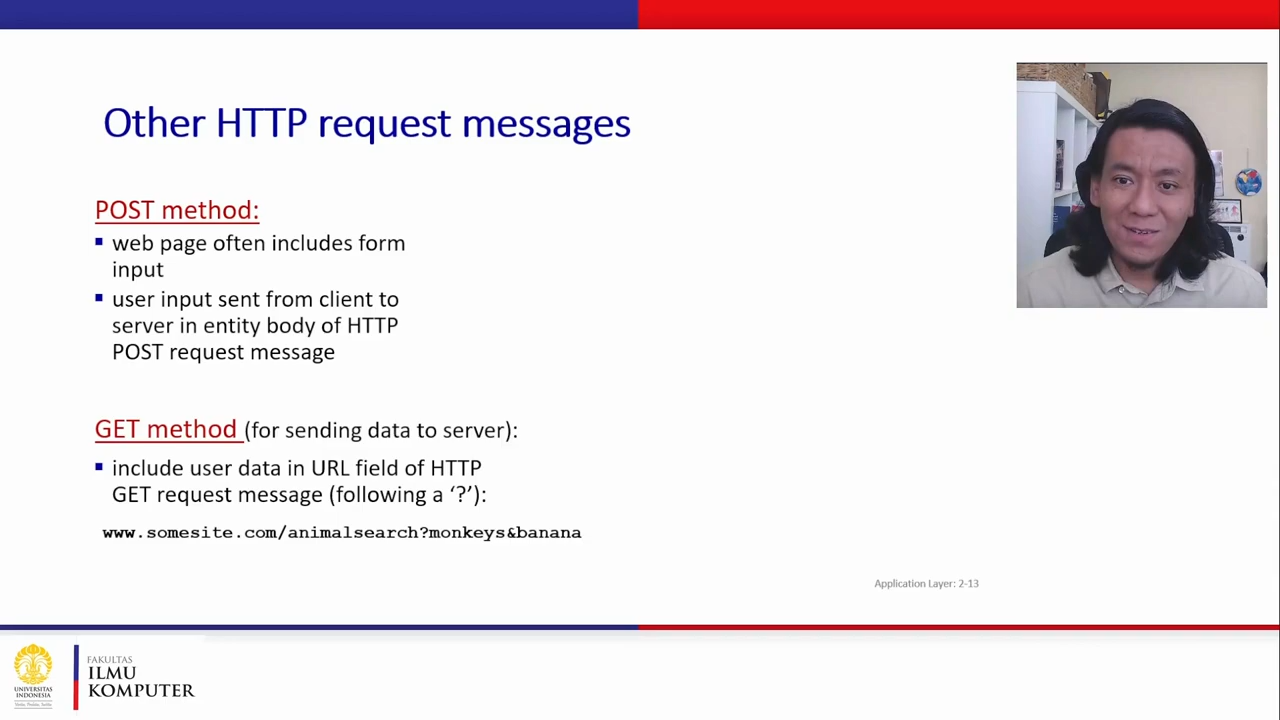 Other HTTP request messages
POST method:
web page often includes form
input
user input sent from client to
server in entity body of HTTP
POST request message
GET method (for sending data to server):
include user data in URL field of HTTP
GET request message (following a ‘?’):
www.somesite.com/animalsearch?monkeys&banana
Application Layer: 2-13
UNIVERSITAS
INDONESIA
FAKULTAS
ILMU
KOMPUTER